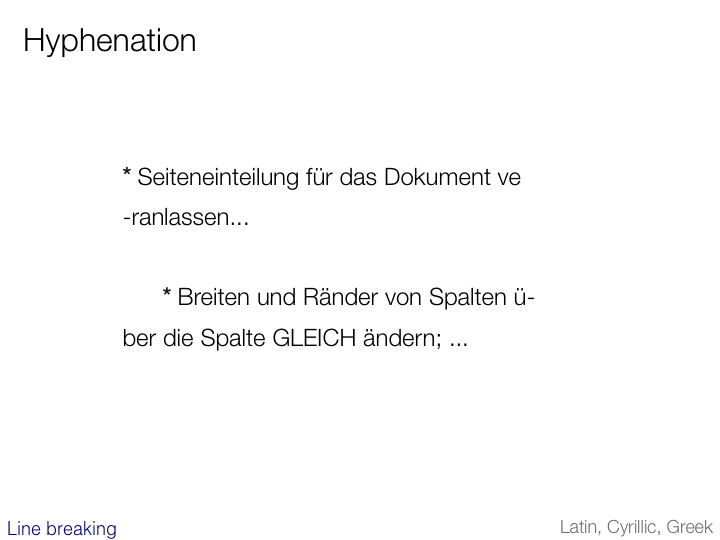 Hyphenation
* Seiteneinteilung für das Dokument ve
-ranlassen...
* Breiten und Ränder von Spalten ü-
ber die Spalte GLEICH ändern; ...
Line breaking
Latin, Cyrillic, Greek